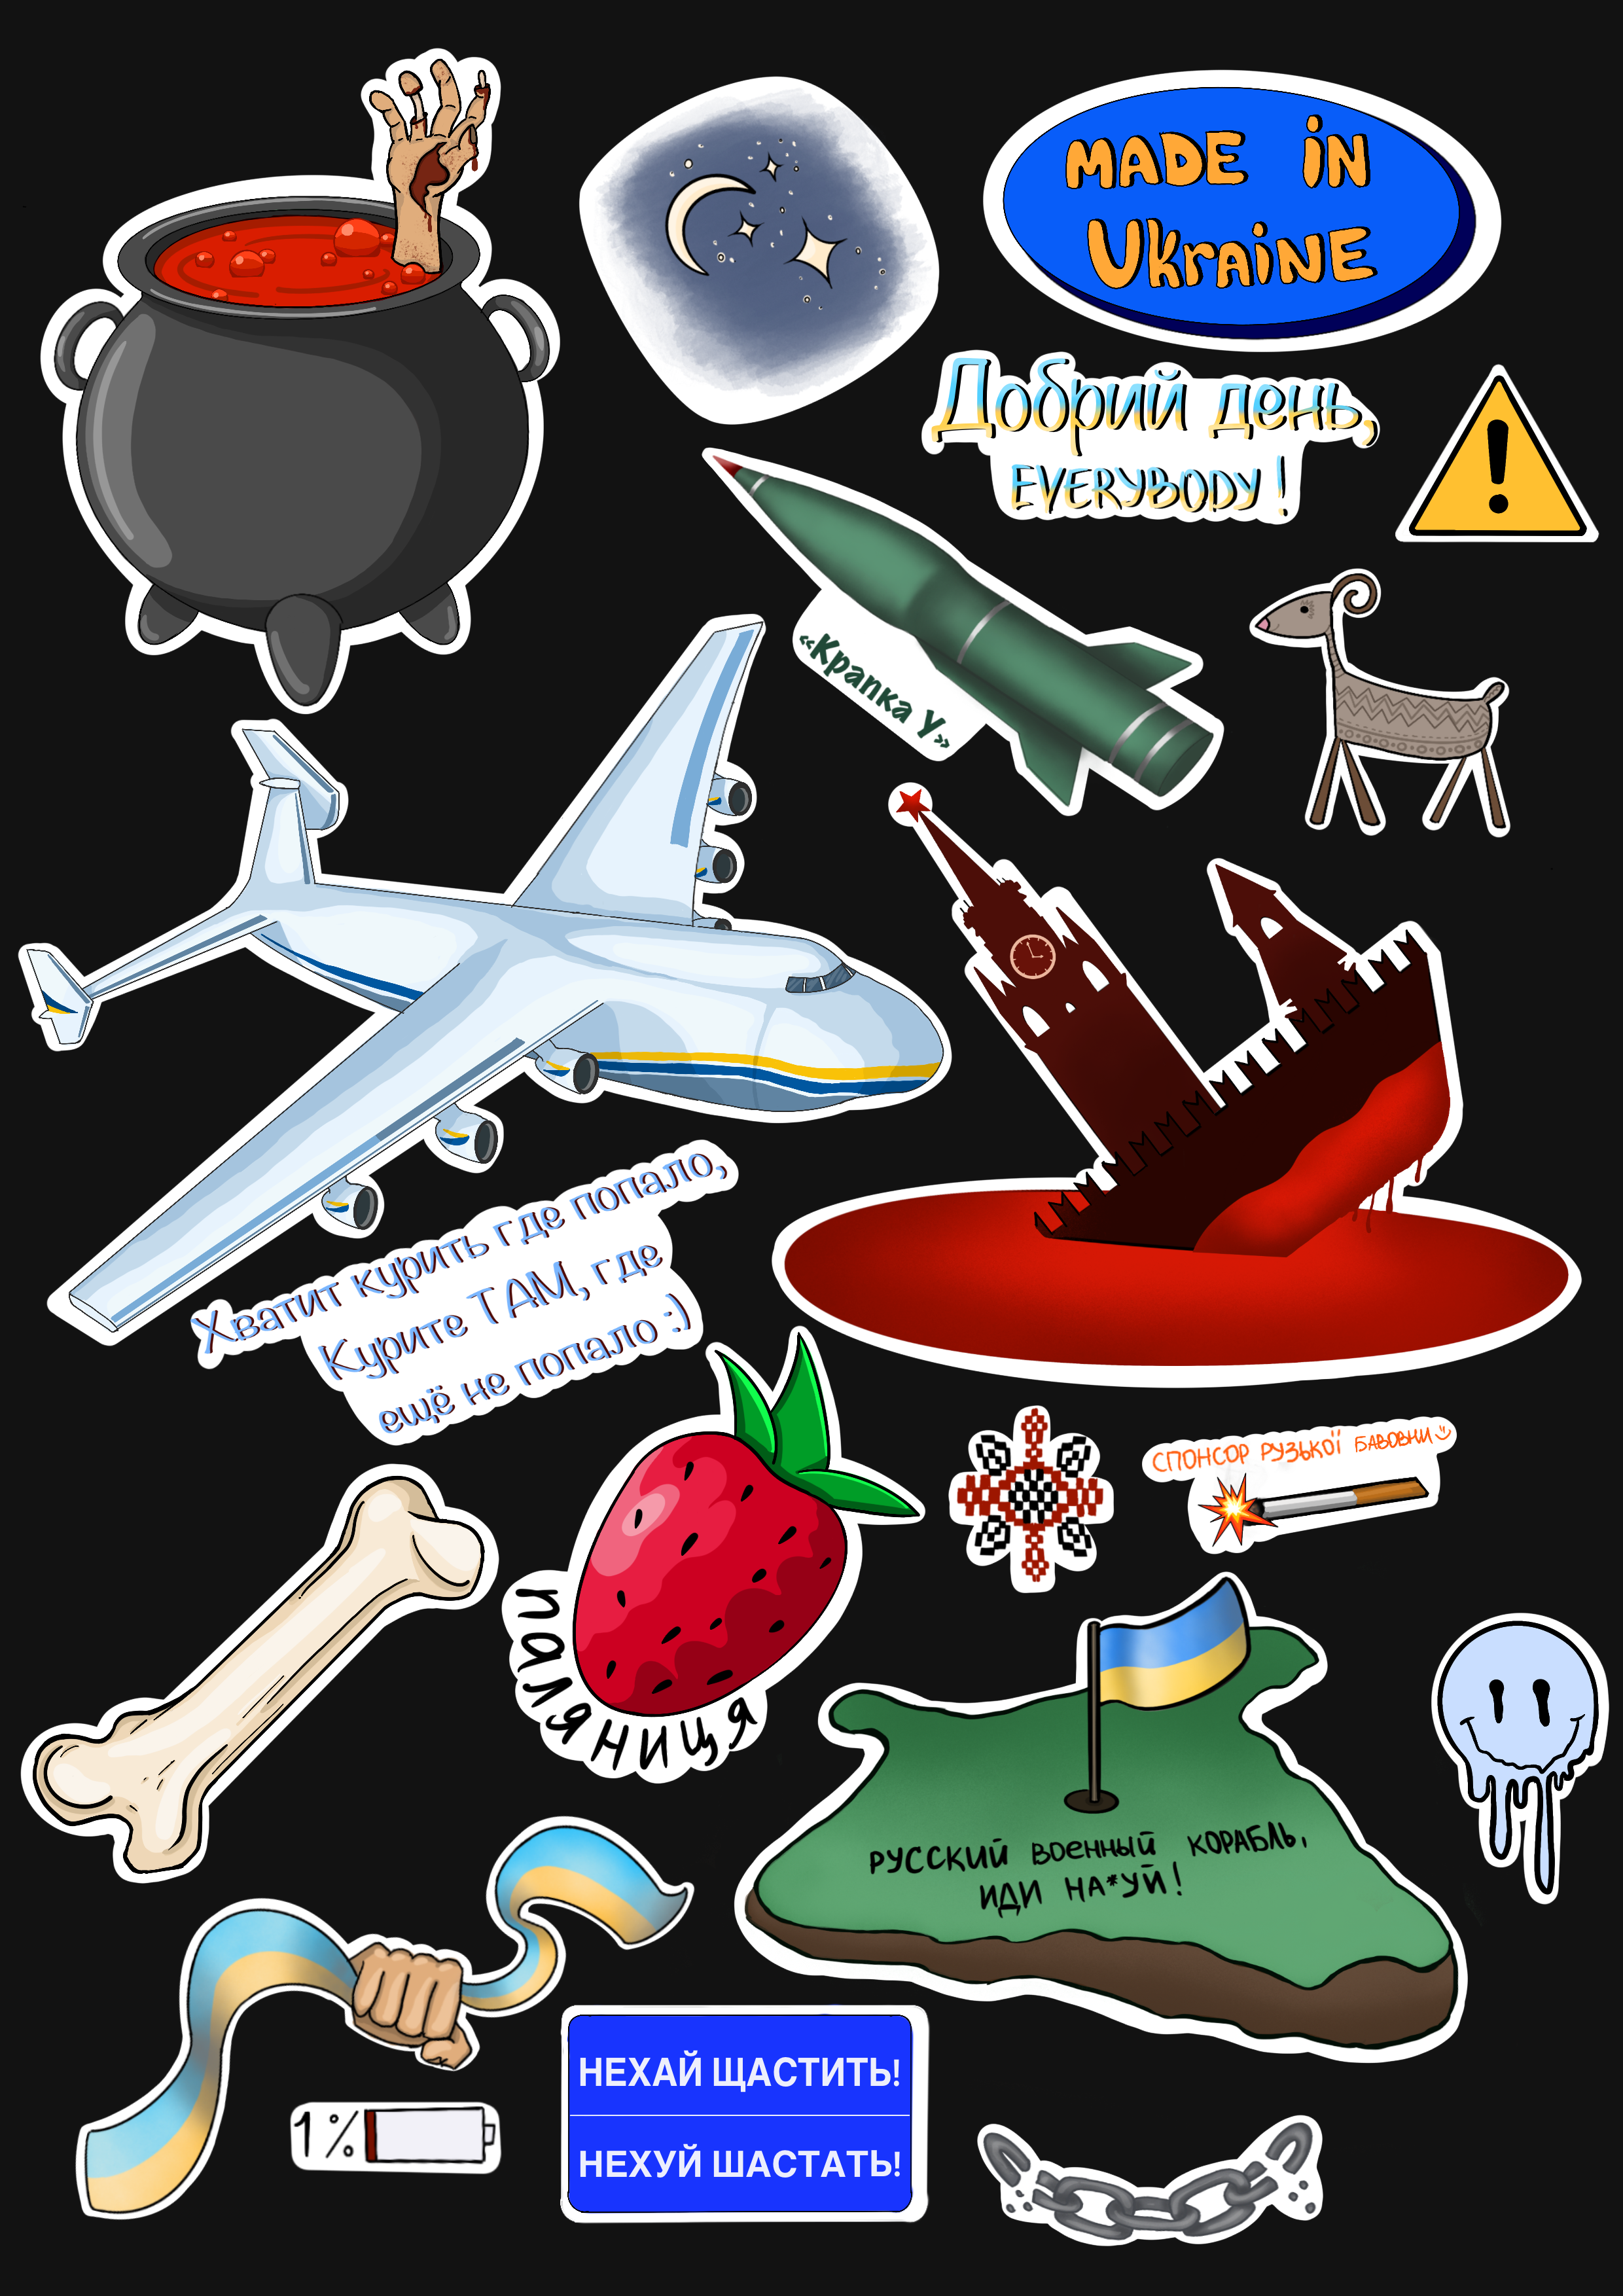 MADE iN
UkrAiNE
Добрий день,
EVERYBODY!
«Крапка У»
Хватит курить где попало,
Курите ТАМ, где
ещё не попало :)
СПОНСОР РУЗЬКОЇ БАВОВНИ
паляниця
РУССКИЙ ВОЕННЫЙ КОРАБЛЬ,
ИДИ НА*УЙ!
НЕХАЙ ЩАСТИТЬ!
НЕХУЙ ШАСТАТЬ!
1%